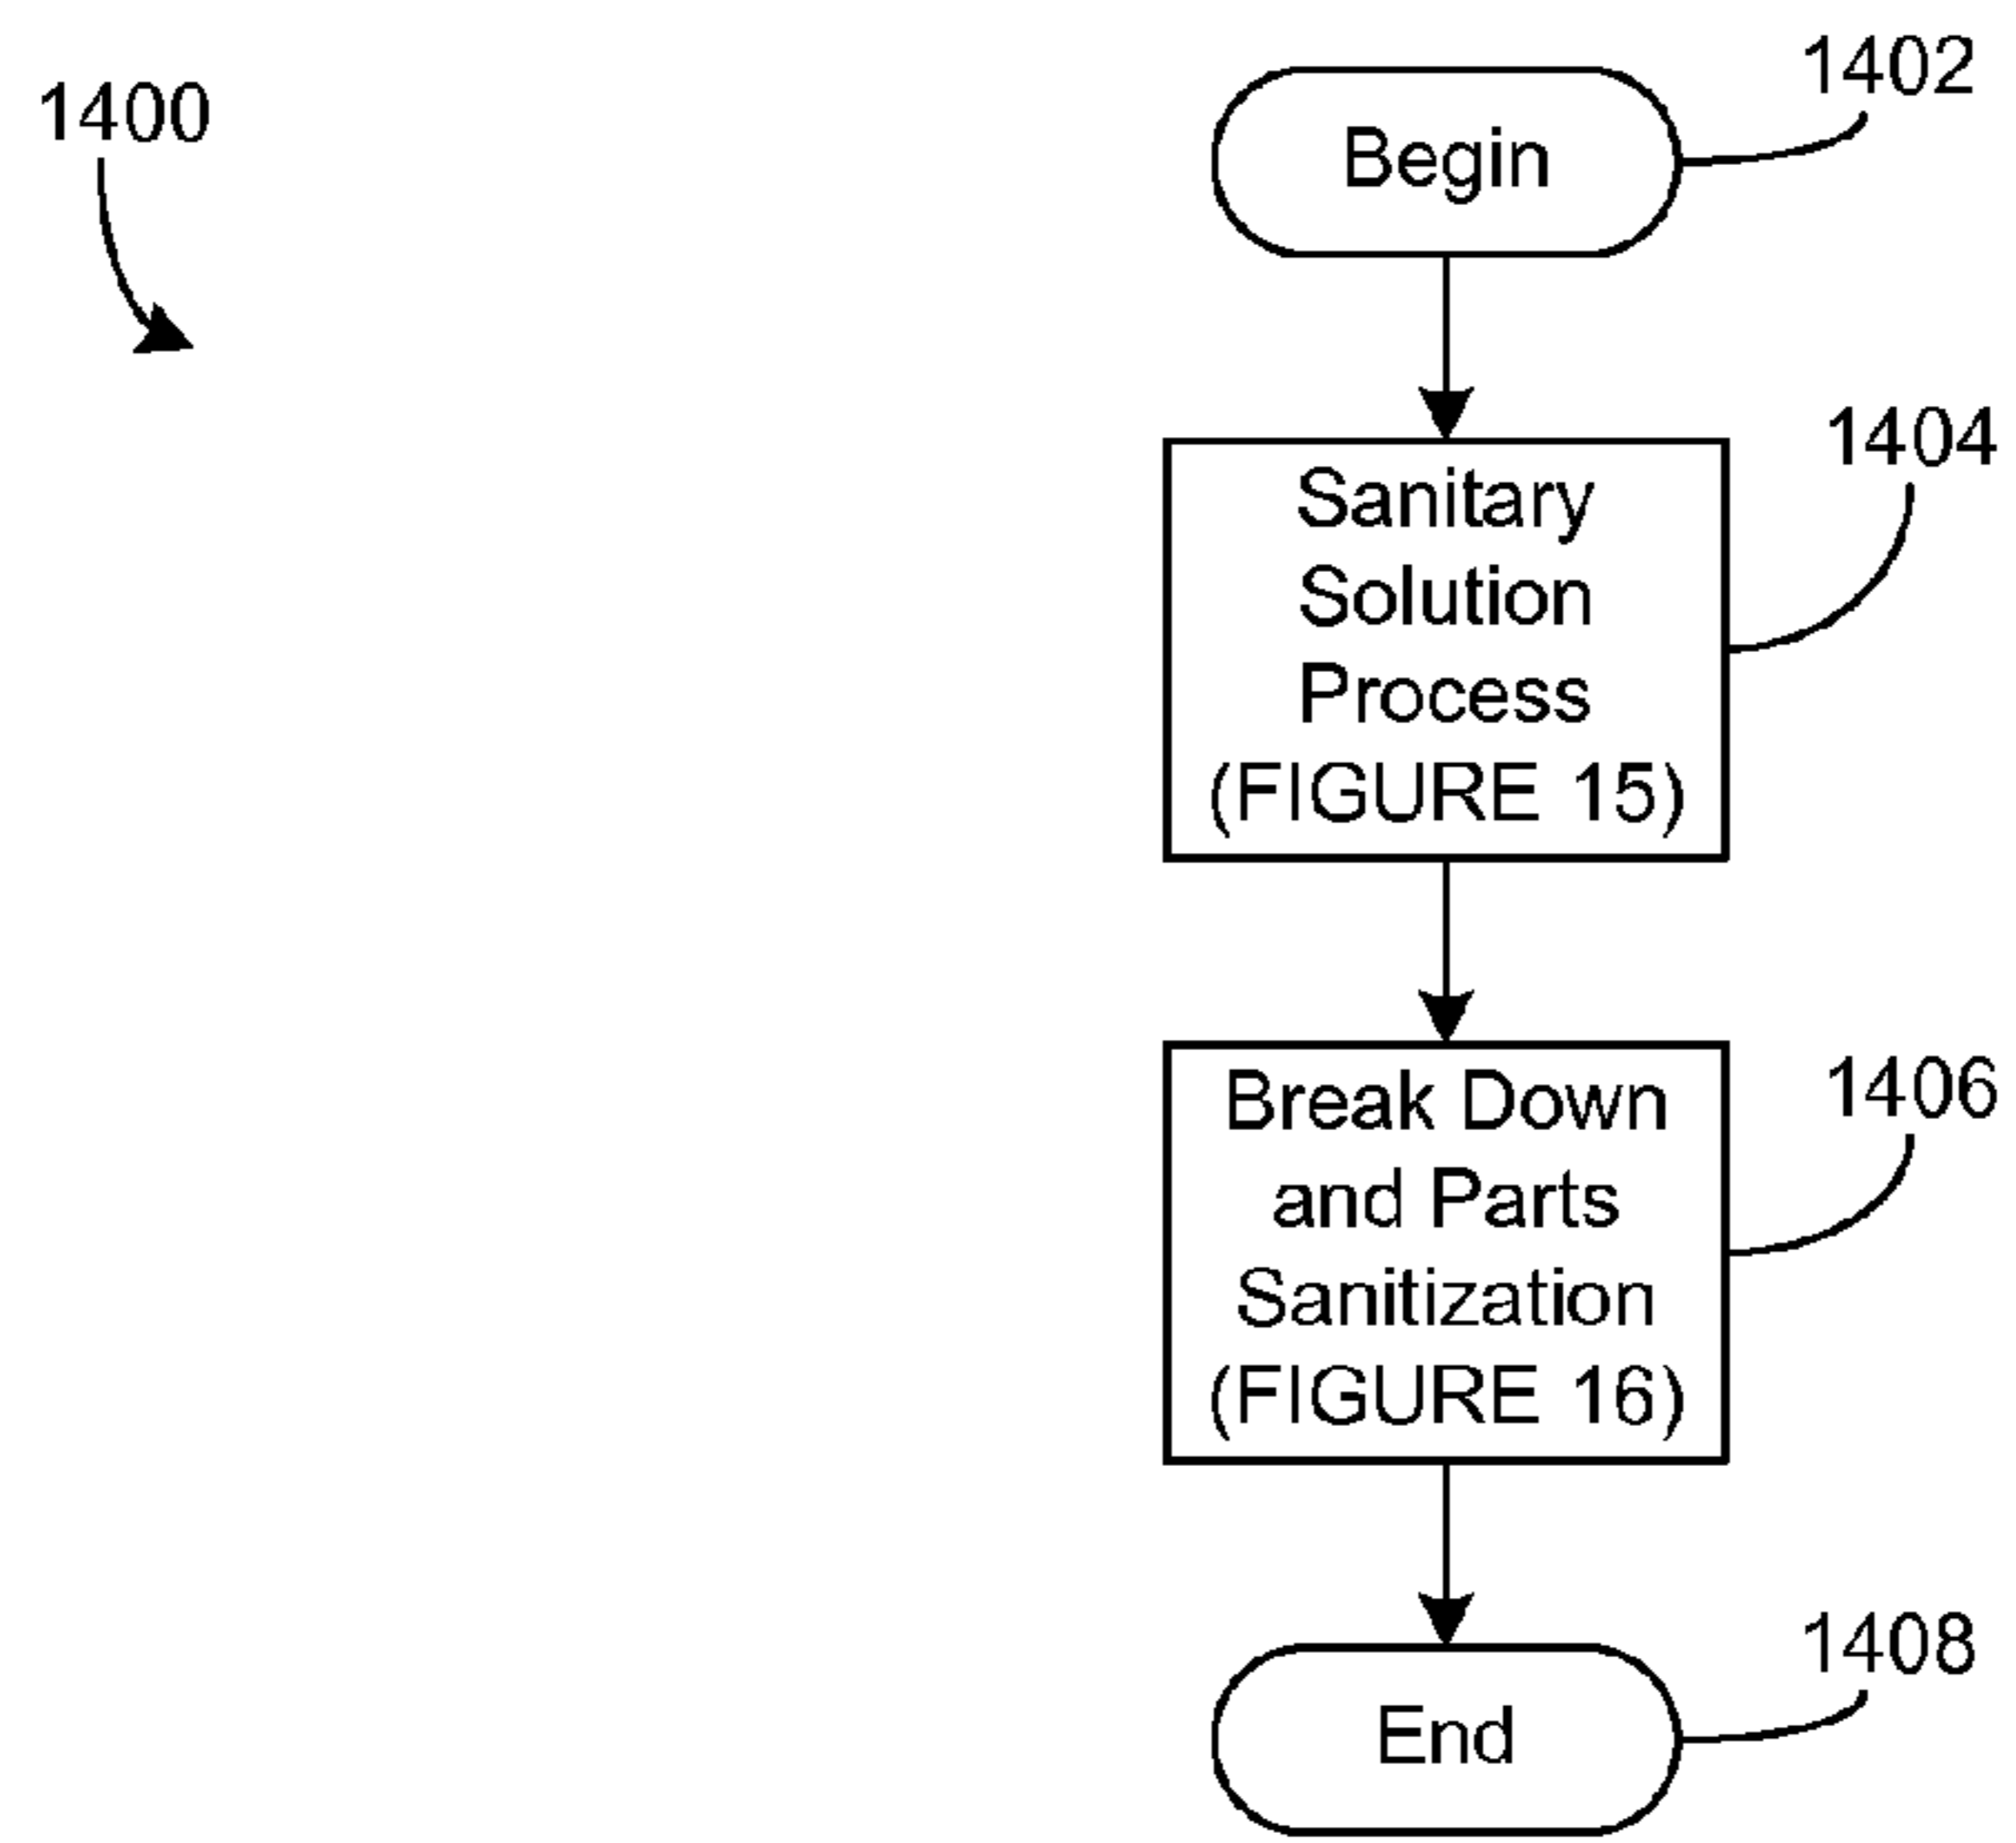 1400
1402
Begin
1404
Sanitary
Solution
Process
(FIGURE 15)
1406
Break Down
and Parts
Sanitization
(FIGURE 16)
1408
End